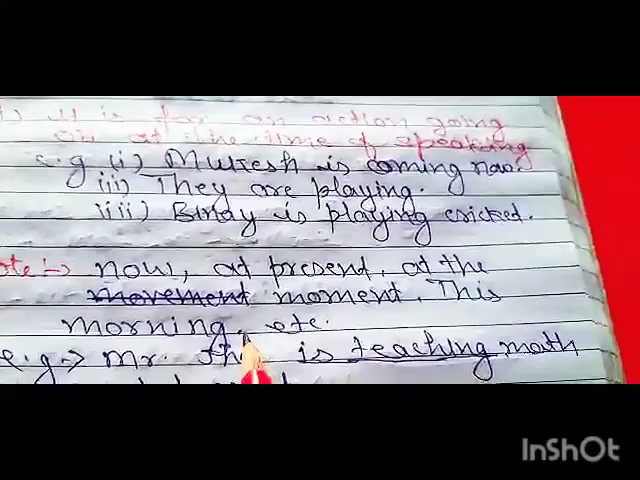 ) It is for an action going
on at the time of speaking
e.g (i) Mukesh is coming now.
(ii) They are playing.
(iii) Binay is playing cricket.
ote :-> now, at present, at the
movement moment. This
morning. etc.
e.g -> Mr. is teaching math
InShOt